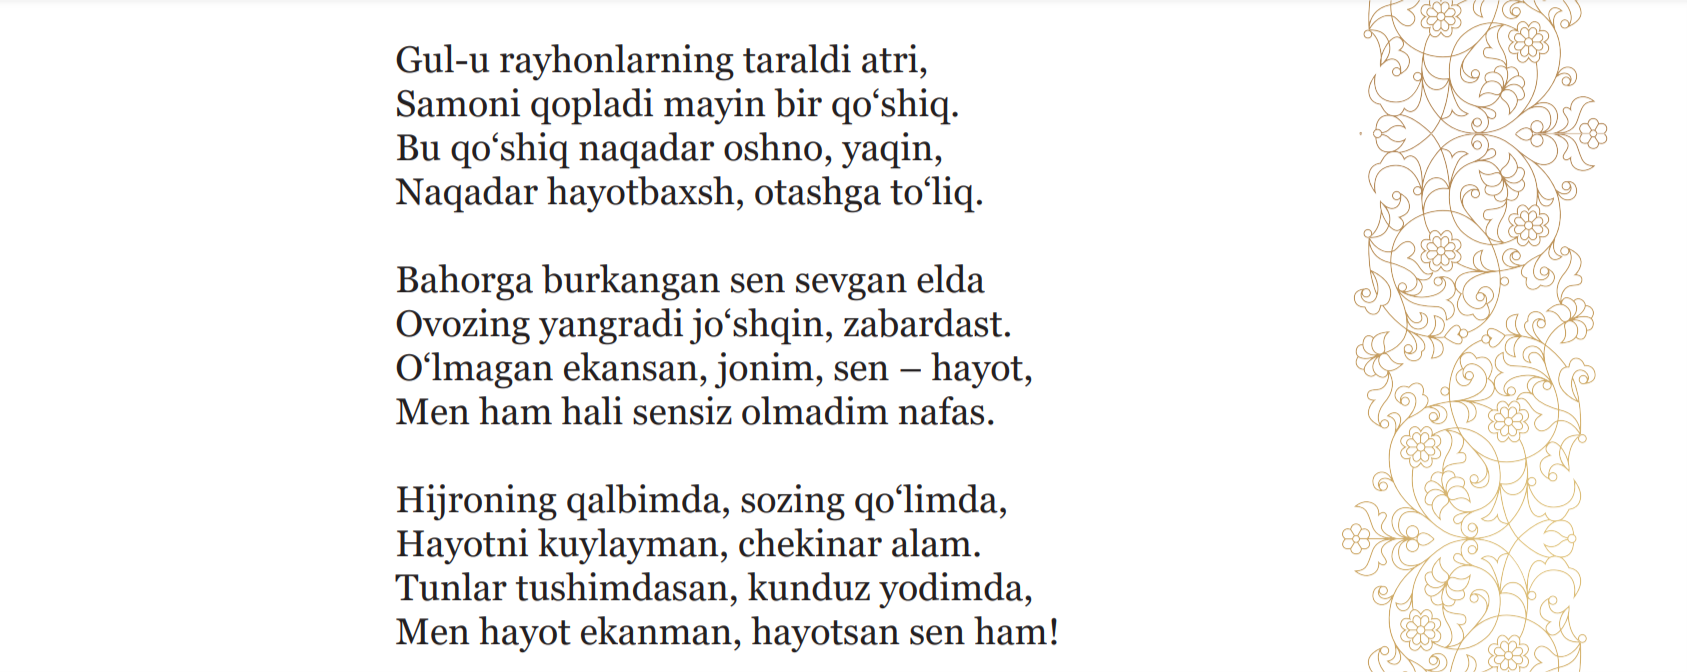 Gul-u rayhonlarning taraldi atri,
Samoni qopladi mayin bir qo‘shiq.
Bu qo‘shiq naqadar oshno, yaqin,
Naqadar hayotbaxsh, otashga to‘liq.

Bahorga burkangan sen sevgan elda
Ovozing yangradi jo‘shqin, zabardast.
O‘lmagan ekansan, jonim, sen – hayot,
Men ham hali sensiz olmadim nafas.

Hijroning qalbimda, sozing qo‘limda,
Hayotni kuylayman, chekinar alam.
Tunlar tushimdasan, kunduz yodimda,
Men hayot ekanman, hayotsan sen ham!